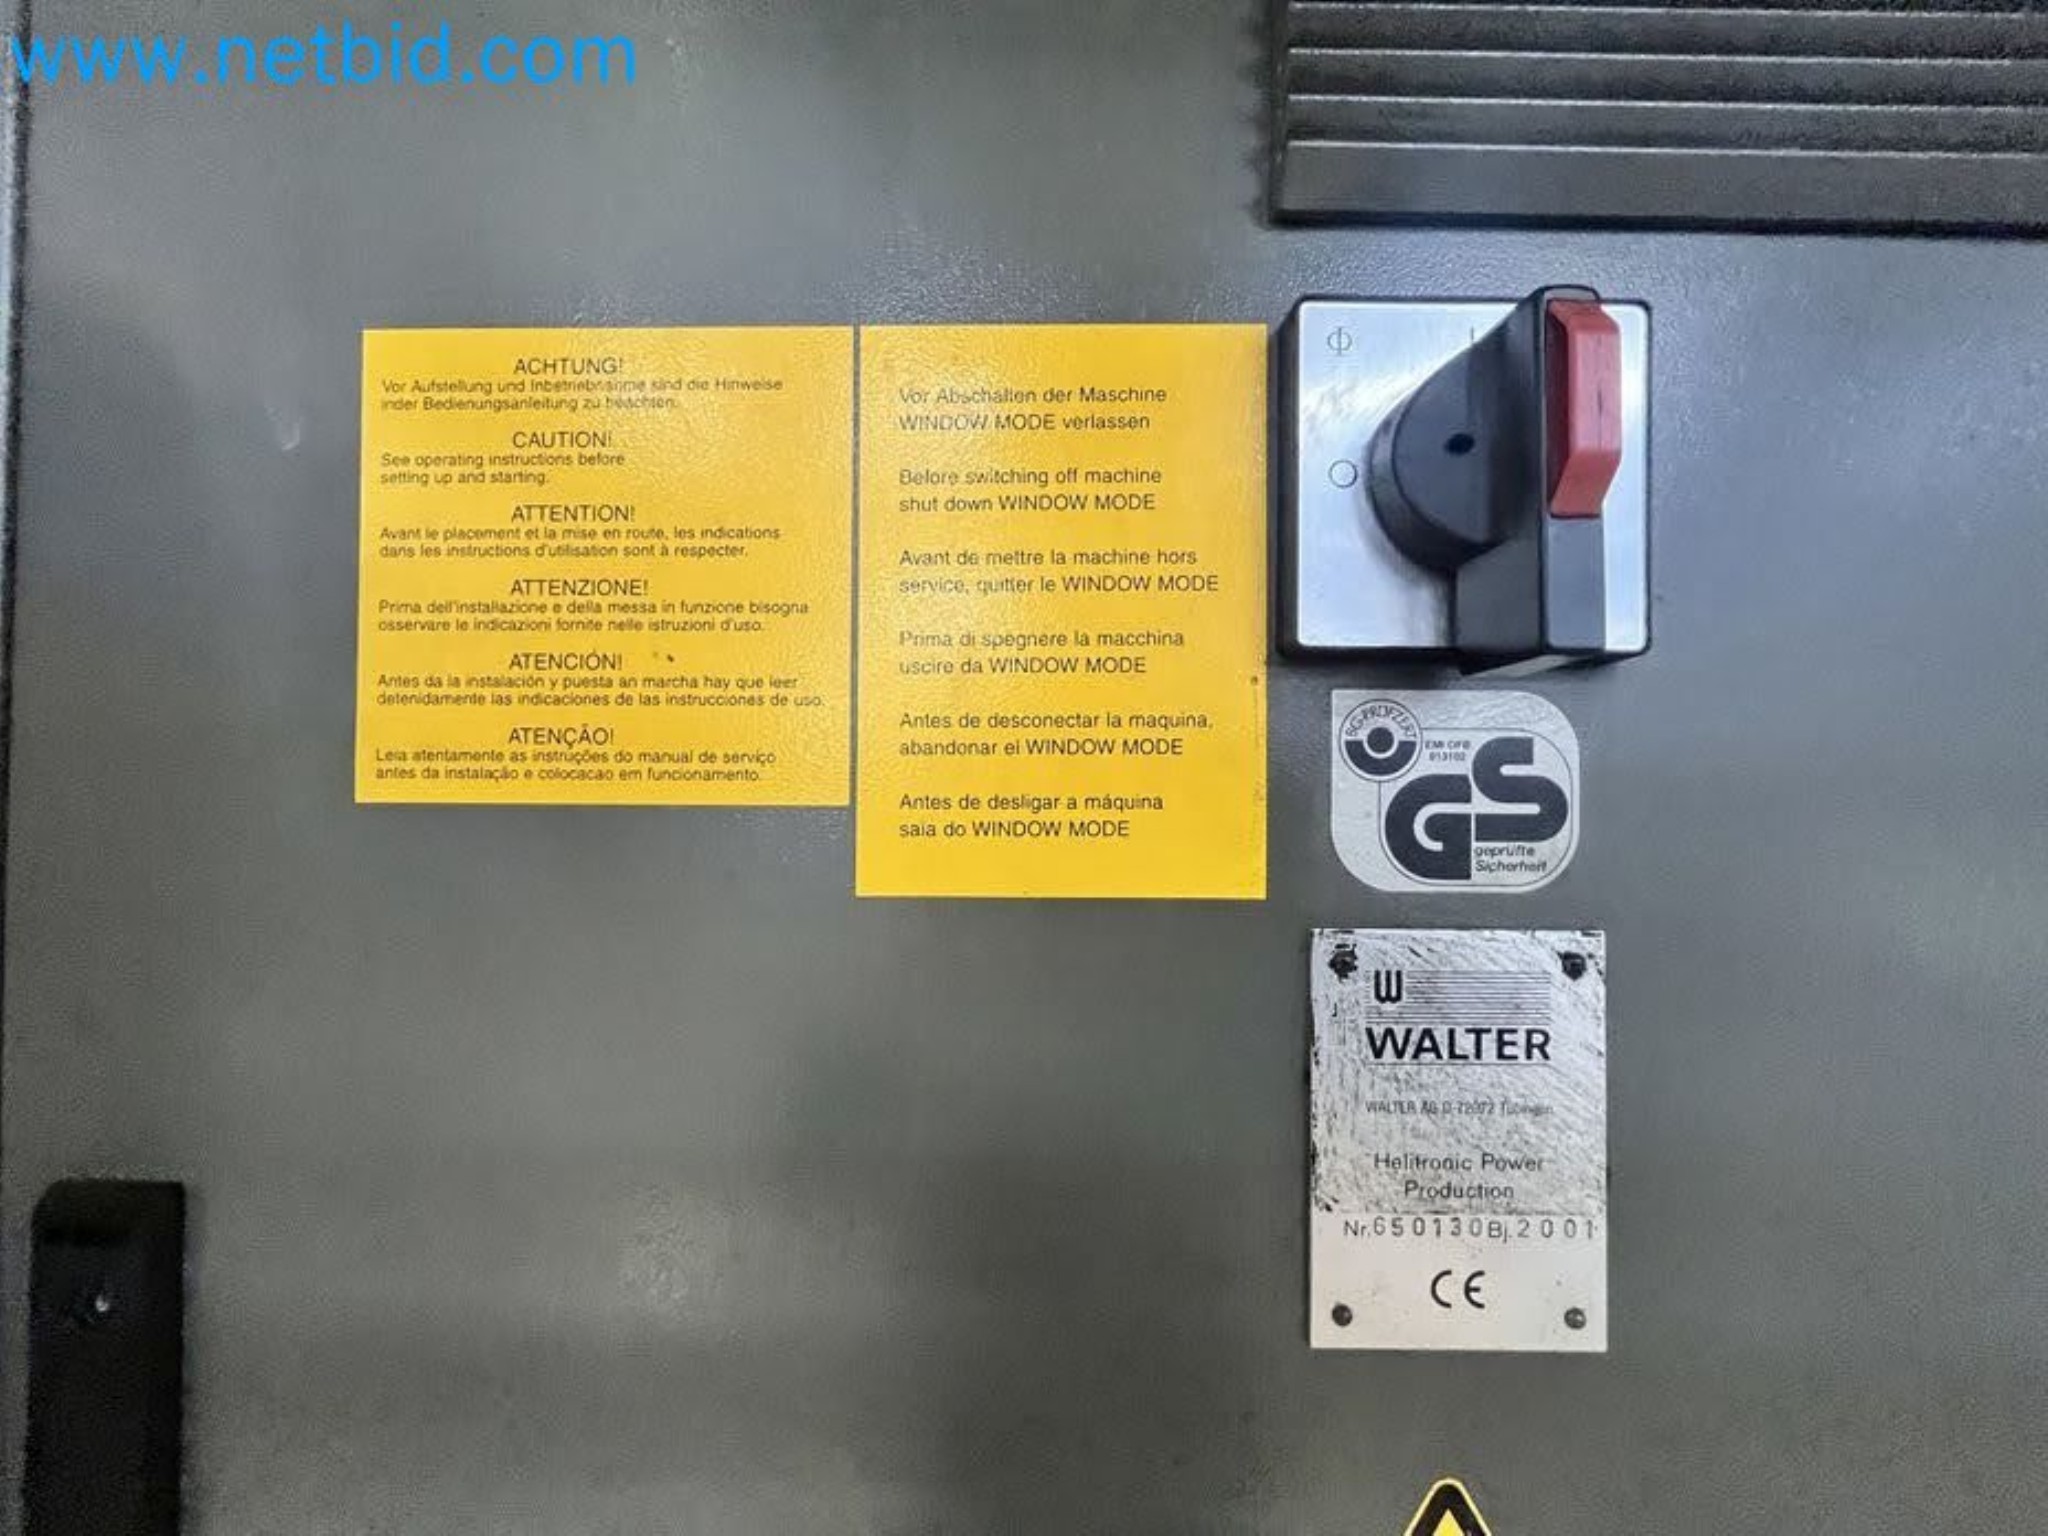 www.netbid.com
ACHTUNG!
Vor Aufstellung und Inbetriebnahme sind die Hinweise
inder Bedienungsanleitung zu beachten.
CAUTION!
See operating instructions before
setting up and starting.
ATTENTION!
Avant le placement et la mise en route, les indications
dans les instructions d'utilisation sont à respecter.
ATTENZIONE!
Prima dell'installazione e della messa in funzione bisogna
osservare le indicazioni fornite nelle istruzioni d'uso.
ATENCIÓN!
Antes da la instalación y puesta an marcha hay que leer
detenidamente las indicaciones de las instrucciones de uso.
ATENÇÃO!
Leia atentamente as instruções do manual de serviço
antes da instalação e colocacao em funcionamento.
Vor Abschalten der Maschine
WINDOW MODE verlassen
Before switching off machine
shut down WINDOW MODE
Avant de mettre la machine hors
service, quitter le WINDOW MODE
Prima di spegnere la macchina
uscire da WINDOW MODE
Antes de desconectar la maquina,
abandonar el WINDOW MODE
Antes de desligar a máquina
saia do WINDOW MODE
BG-PRÜFZERT
GS
geprüfte
Sicherheit
W
WALTER
WALTER AG D-72072 Tübingen
Helitronic Power
Production
Nr.650130Bj.2001
CE